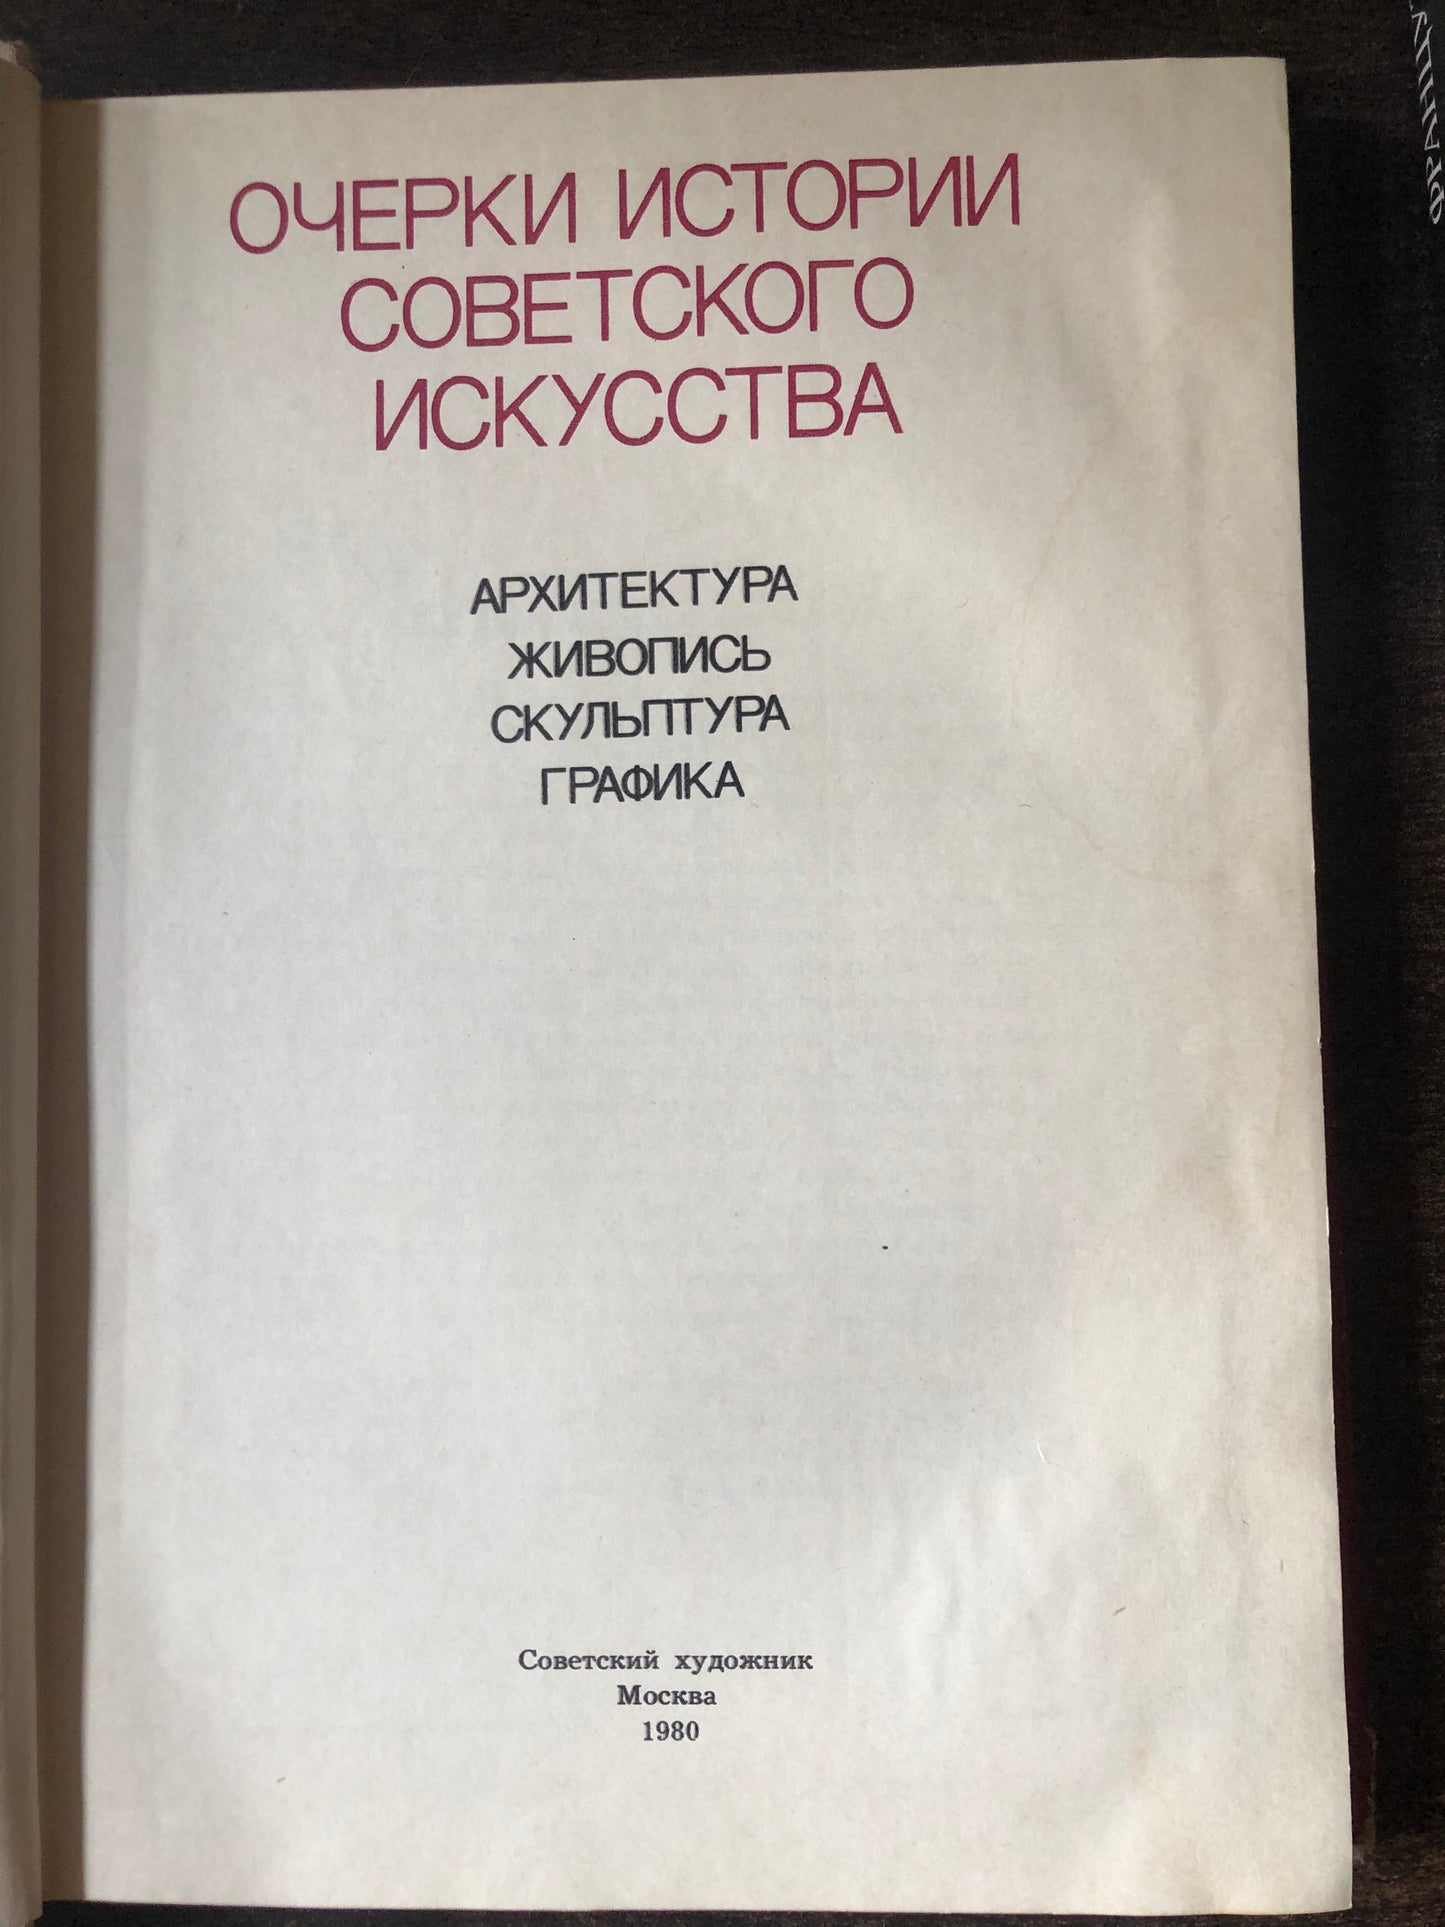 ОЧЕРКИ ИСТОРИИ
СОВЕТСКОГО
ИСКУССТВА
АРХИТЕКТУРА
ЖИВОПИСЬ
СКУЛЬПТУРА
ГРАФИКА
Советский художник
Москва
1980